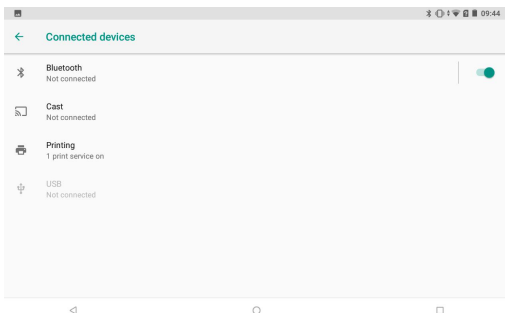 09:44
Connected devices
Bluetooth
Not connected
Cast
Not connected
Printing
1 print service on
USB
Not connected